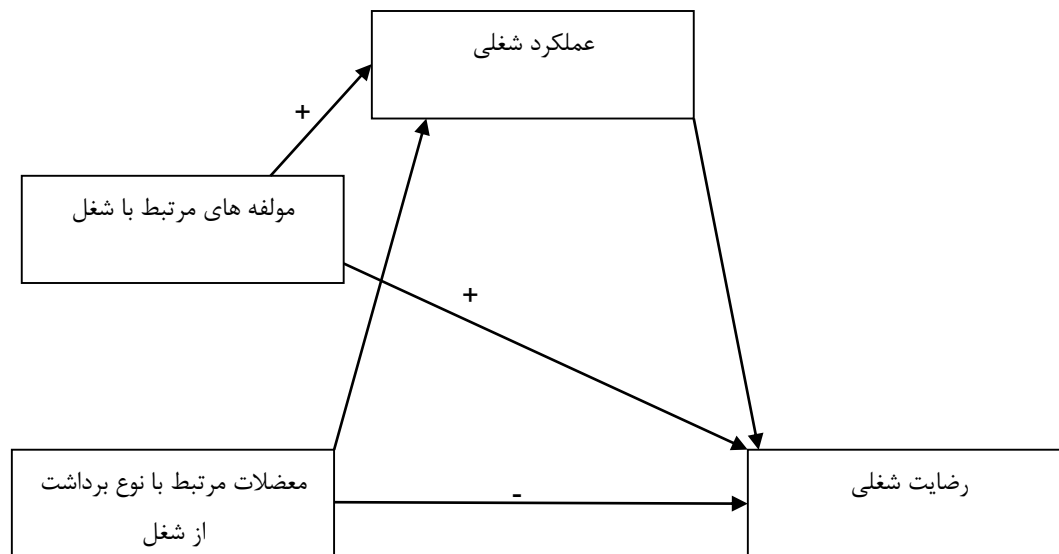 عملکرد شغلی
+
مولفه های مرتبط با شغل
+
معضلات مرتبط با نوع برداشت
از شغل
-
رضایت شغلی